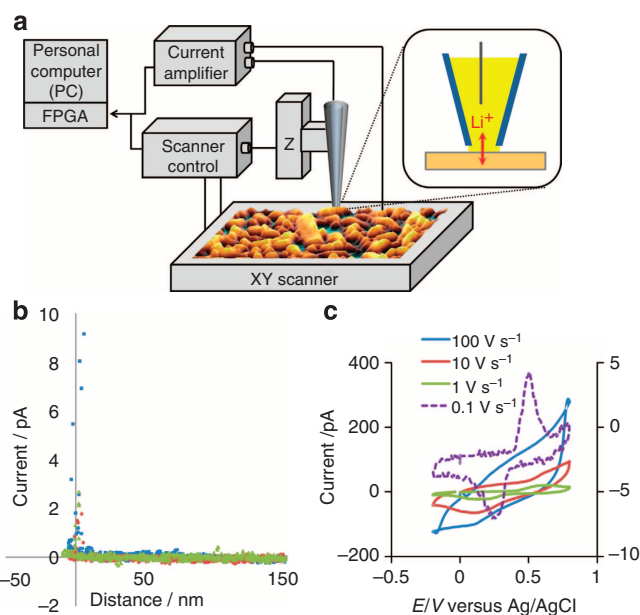 a
Personal
computer
(PC)
FPGA
Current
amplifier
Scanner
control
Z
Li+
XY scanner
b
10
8
6
4
2
0
−2
−50
50
150
Current / pA
Distance / nm
c
100 V s−1
10 V s−1
1 V s−1
0.1 V s−1
400
200
0
−200
5
0
−5
−10
−0.5
0
0.5
1
Current /pA
E/V versus Ag/AgCl